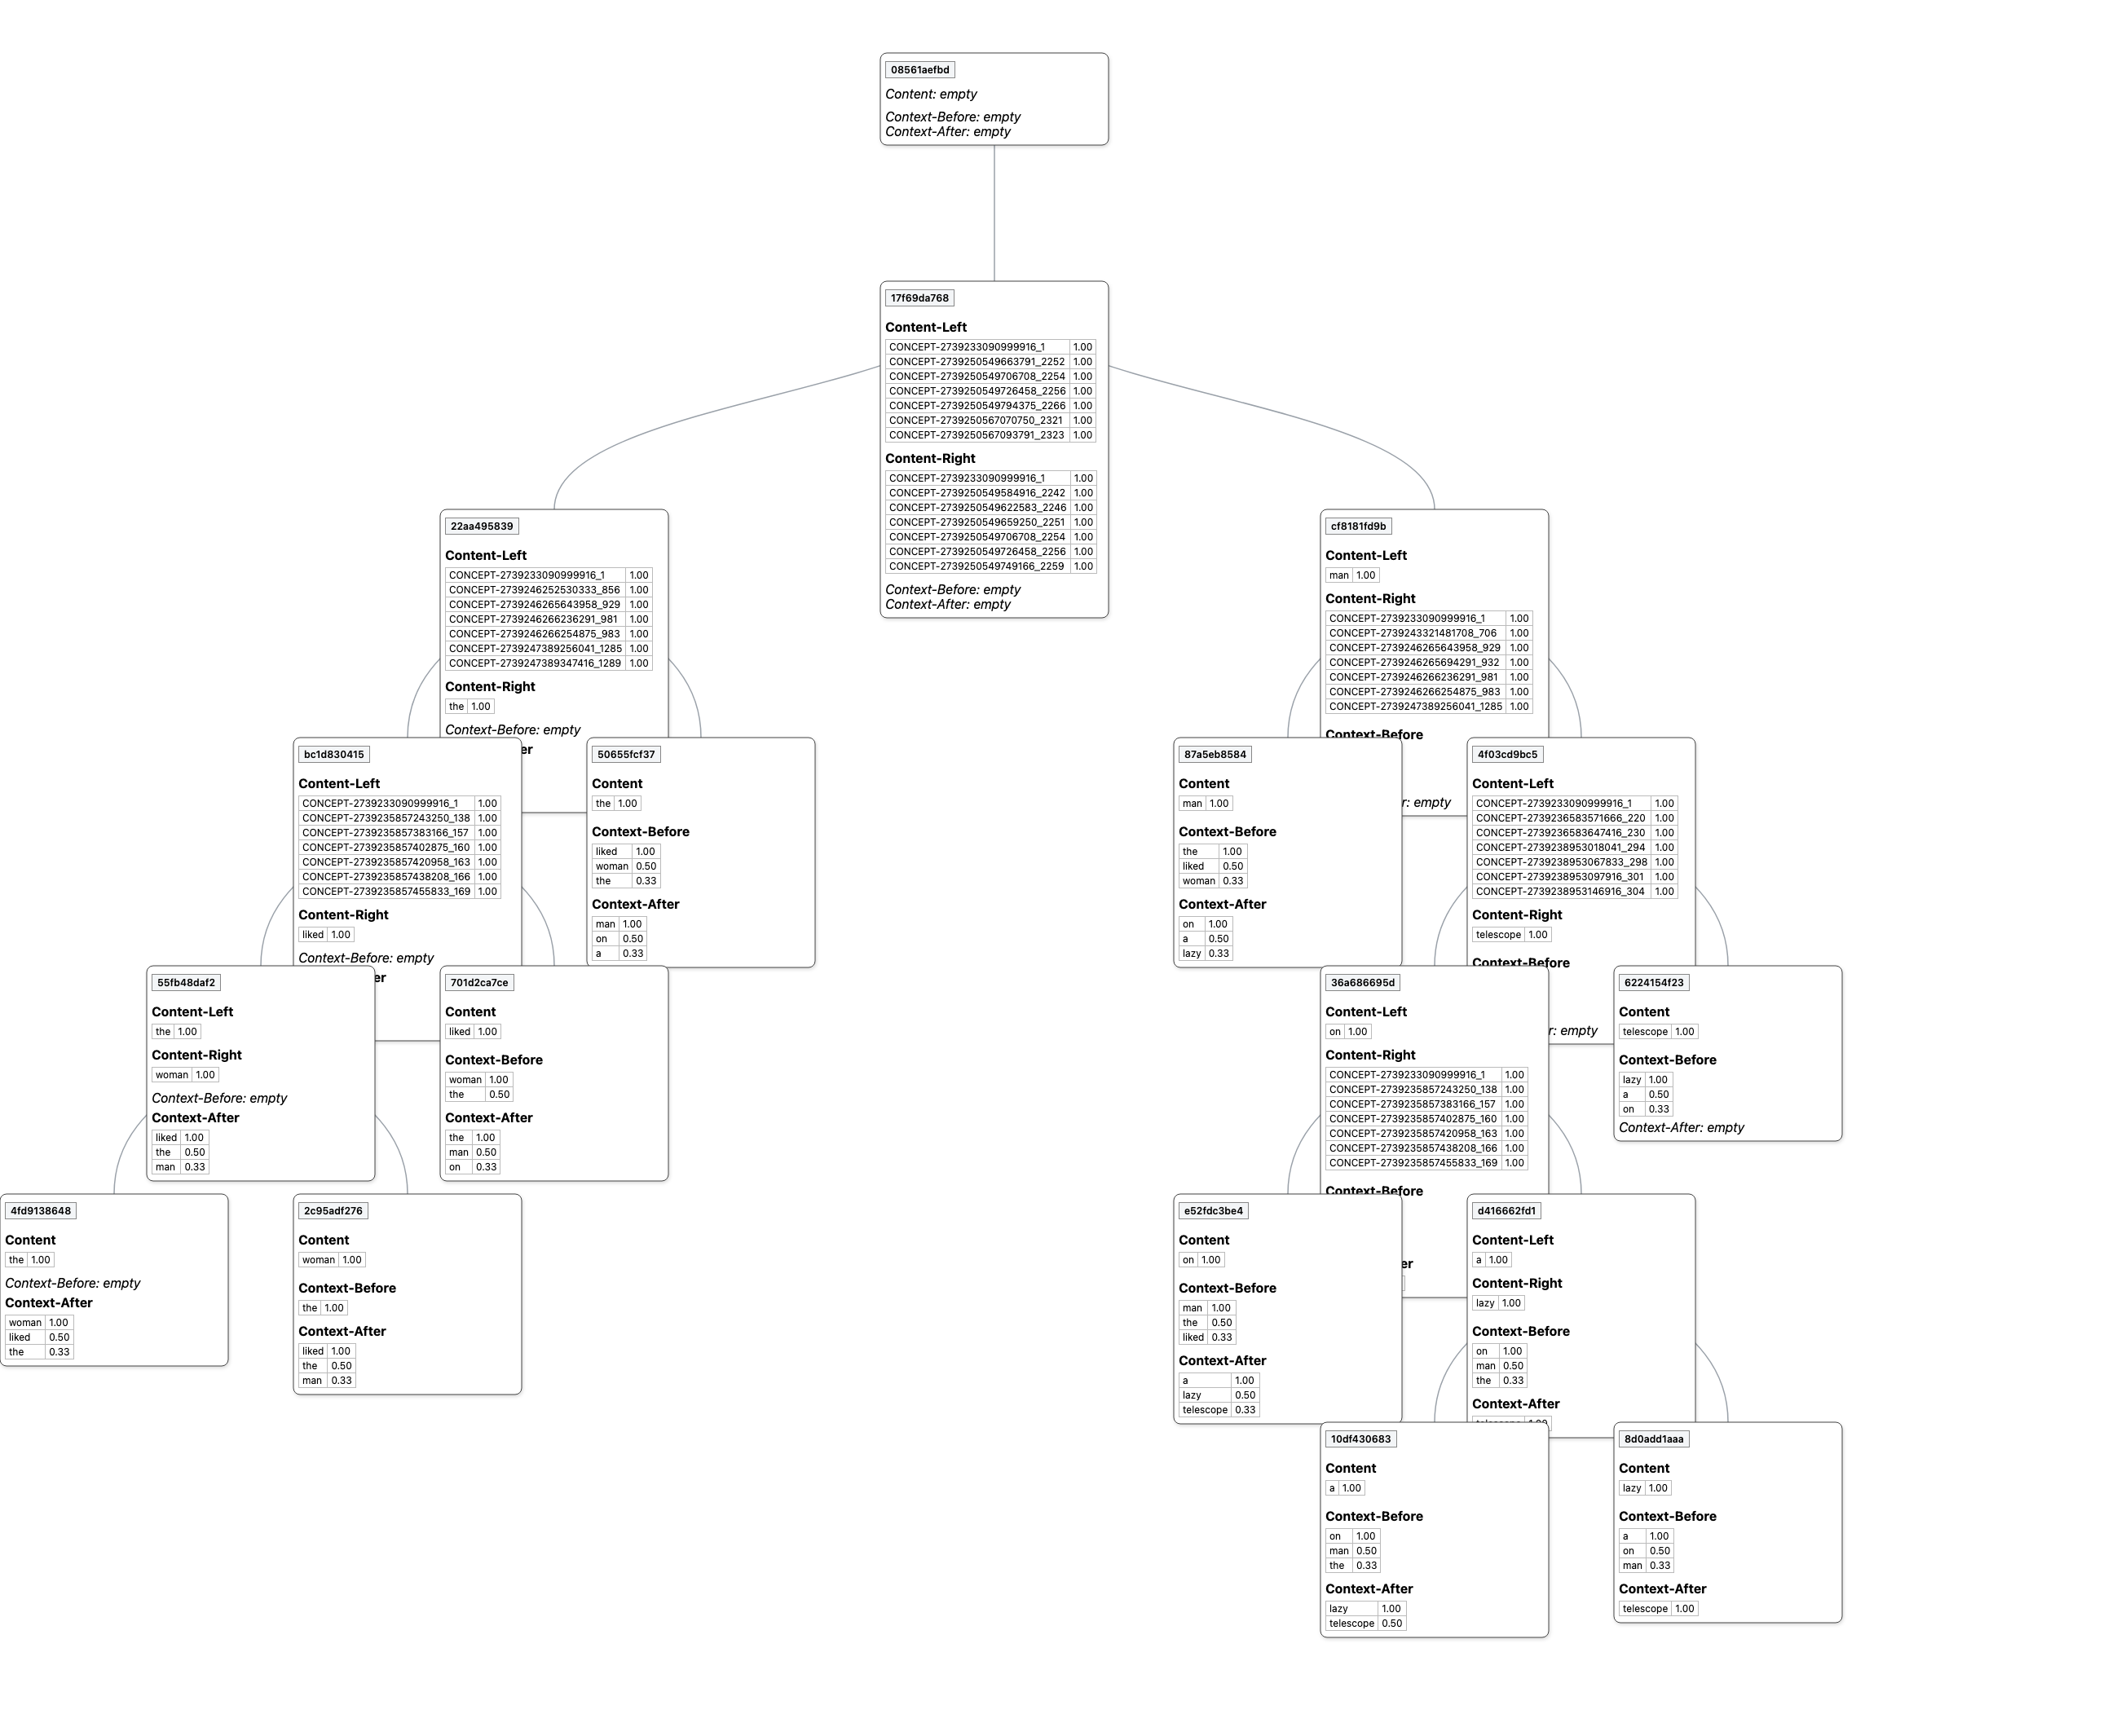 08561aefbd
Content: empty
Context-Before: empty
Context-After: empty
17f69da768
Content-Left
CONCEPT-2739233090999916_1 1.00
CONCEPT-2739250549663791_2252 1.00
CONCEPT-2739250549706708_2254 1.00
CONCEPT-2739250549726458_2256 1.00
CONCEPT-2739250549794375_2266 1.00
CONCEPT-2739250567070750_2321 1.00
CONCEPT-2739250567093791_2323 1.00
Content-Right
CONCEPT-2739233090999916_1 1.00
CONCEPT-2739250549584916_2242 1.00
CONCEPT-2739250549622583_2246 1.00
CONCEPT-2739250549659250_2251 1.00
CONCEPT-2739250549706708_2254 1.00
CONCEPT-2739250549726458_2256 1.00
CONCEPT-2739250549749166_2259 1.00
Context-Before: empty
Context-After: empty
22aa495839
Content-Left
CONCEPT-2739233090999916_1 1.00
CONCEPT-2739246252530333_856 1.00
CONCEPT-2739246265643958_929 1.00
CONCEPT-2739246266236291_981 1.00
CONCEPT-2739246266254875_983 1.00
CONCEPT-2739247389256041_1285 1.00
CONCEPT-2739247389347416_1289 1.00
Content-Right
the 1.00
Context-Before: empty
er
cf8181fd9b
Content-Left
man 1.00
Content-Right
CONCEPT-2739233090999916_1 1.00
CONCEPT-2739243321481708_706 1.00
CONCEPT-2739246265643958_929 1.00
CONCEPT-2739246265694291_932 1.00
CONCEPT-2739246266236291_981 1.00
CONCEPT-2739246266254875_983 1.00
CONCEPT-2739247389256041_1285 1.00
Context-Before
r: empty
bc1d830415
Content-Left
CONCEPT-2739233090999916_1 1.00
CONCEPT-2739235857243250_138 1.00
CONCEPT-2739235857383166_157 1.00
CONCEPT-2739235857402875_160 1.00
CONCEPT-2739235857420958_163 1.00
CONCEPT-2739235857438208_166 1.00
CONCEPT-2739235857455833_169 1.00
Content-Right
liked 1.00
Context-Before: empty
er
50655fcf37
Content
the 1.00
Context-Before
liked 1.00
woman 0.50
the 0.33
Context-After
man 1.00
on 0.50
a 0.33
87a5eb8584
Content
man 1.00
Context-Before
the 1.00
liked 0.50
woman 0.33
Context-After
on 1.00
a 0.50
lazy 0.33
4f03cd9bc5
Content-Left
CONCEPT-2739233090999916_1 1.00
CONCEPT-2739236583571666_220 1.00
CONCEPT-2739236583647416_230 1.00
CONCEPT-2739238953018041_294 1.00
CONCEPT-2739238953067833_298 1.00
CONCEPT-2739238953097916_301 1.00
CONCEPT-2739238953146916_304 1.00
Content-Right
telescope 1.00
Context-Before
r: empty
55fb48daf2
Content-Left
the 1.00
Content-Right
woman 1.00
Context-Before: empty
Context-After
liked 1.00
the 0.50
man 0.33
701d2ca7ce
Content
liked 1.00
Context-Before
woman 1.00
the 0.50
Context-After
the 1.00
man 0.50
on 0.33
36a686695d
Content-Left
on 1.00
Content-Right
CONCEPT-2739233090999916_1 1.00
CONCEPT-2739235857243250_138 1.00
CONCEPT-2739235857383166_157 1.00
CONCEPT-2739235857402875_160 1.00
CONCEPT-2739235857420958_163 1.00
CONCEPT-2739235857438208_166 1.00
CONCEPT-2739235857455833_169 1.00
Context-Before
er
6224154f23
Content
telescope 1.00
Context-Before
lazy 1.00
a 0.50
on 0.33
Context-After: empty
4fd9138648
Content
the 1.00
Context-Before: empty
Context-After
woman 1.00
liked 0.50
the 0.33
2c95adf276
Content
woman 1.00
Context-Before
the 1.00
Context-After
liked 1.00
the 0.50
man 0.33
e52fdc3be4
Content
on 1.00
Context-Before
man 1.00
the 0.50
liked 0.33
Context-After
a 1.00
lazy 0.50
telescope 0.33
d416662fd1
Content-Left
a 1.00
Content-Right
lazy 1.00
Context-Before
on 1.00
man 0.50
the 0.33
Context-After
telescope 1.00
10df430683
Content
a 1.00
Context-Before
on 1.00
man 0.50
the 0.33
Context-After
lazy 1.00
telescope 0.50
8d0add1aaa
Content
lazy 1.00
Context-Before
a 1.00
on 0.50
man 0.33
Context-After
telescope 1.00